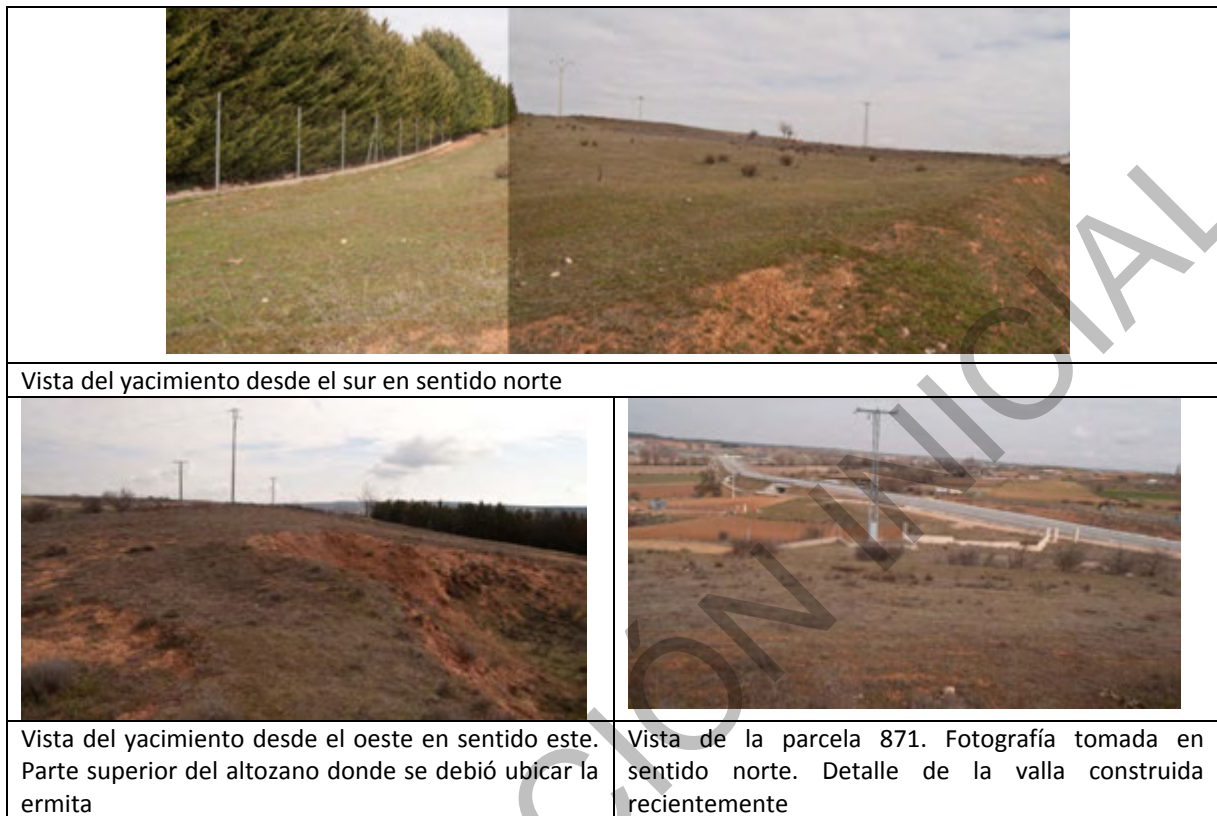 Vista del yacimiento desde el sur en sentido norte
Vista del yacimiento desde el oeste en sentido este.
Parte superior del altozano donde se debió ubicar la
ermita
Vista de la parcela 871. Fotografía tomada en
sentido norte. Detalle de la valla construida
recientemente
CIÓN INICIAL